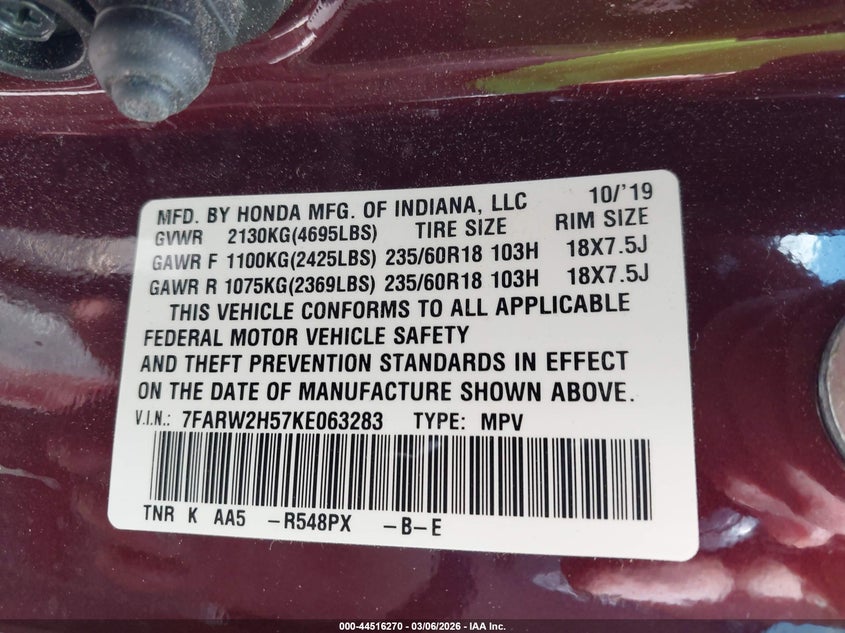 MFD. BY HONDA MFG. OF INDIANA, LLC 10/'19
GVWR 2130KG(4695LBS) TIRE SIZE RIM SIZE
GAWR F 1100KG(2425LBS) 235/60R18 103H 18X7.5J
GAWR R 1075KG(2369LBS) 235/60R18 103H 18X7.5J
THIS VEHICLE CONFORMS TO ALL APPLICABLE
FEDERAL MOTOR VEHICLE SAFETY
AND THEFT PREVENTION STANDARDS IN EFFECT
ON THE DATE OF MANUFACTURE SHOWN ABOVE.
V.I.N.: 7FARW2H57KE063283 TYPE: MPV
TNR K AA5 -R548PX -B-E
000-44516270 - 03/06/2026 - IAA Inc.